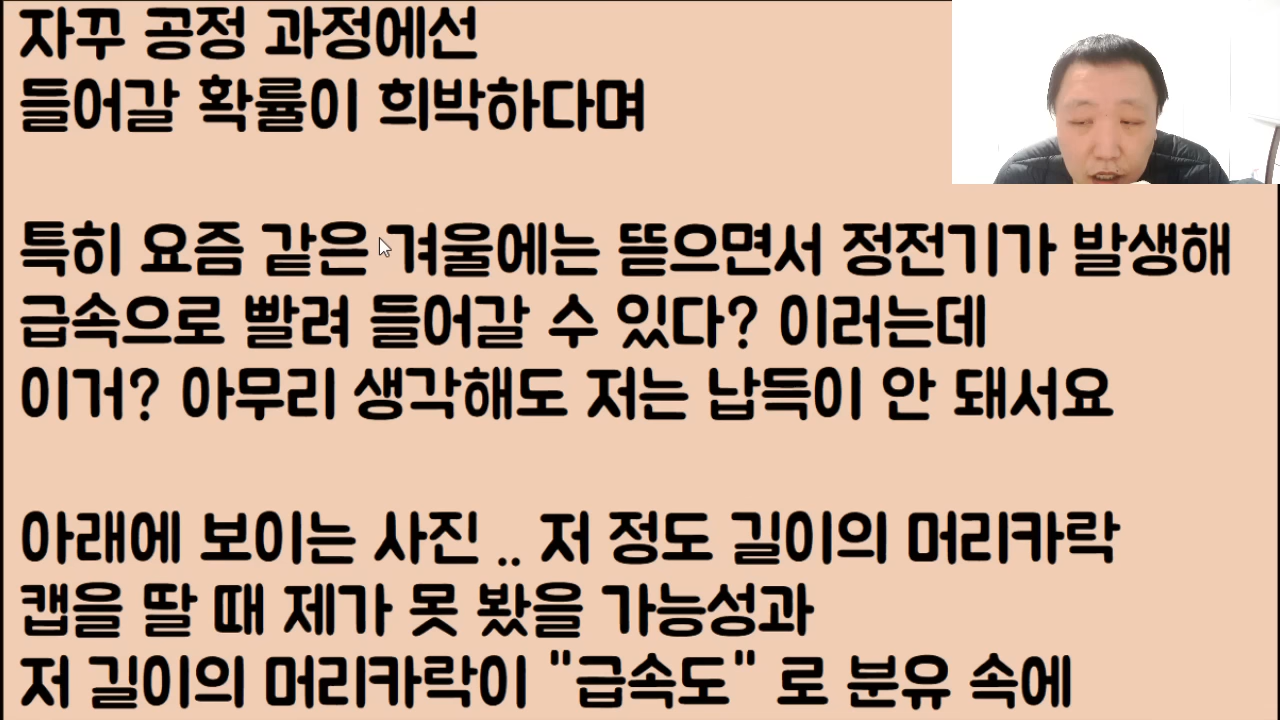 자꾸 공정 과정에선
들어갈 확률이 희박하다며
특히 요즘 같은 겨울에는 뜯으면서 정전기가 발생해
급속으로 빨려 들어갈 수 있다? 이러는데
이거? 아무리 생각해도 저는 납득이 안 돼서요
아래에 보이는 사진 .. 저 정도 길이의 머리카락
캡을 딸 때 제가 못 봤을 가능성과
저 길이의 머리카락이 "급속도" 로 분유 속에